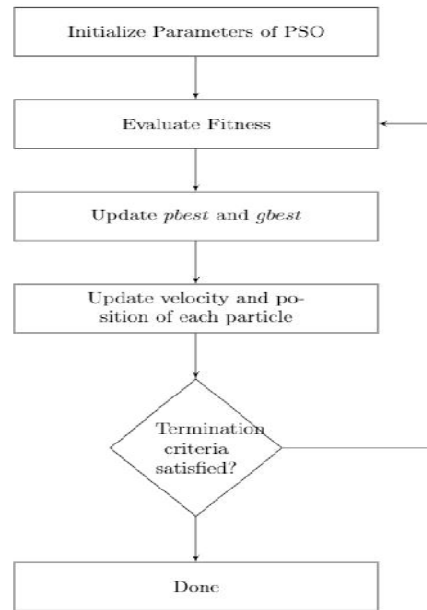 Initialize Parameters of PSO
Evaluate Fitness
Update pbest and gbest
Update velocity and po-
sition of each particle
Termination
criteria
satisfied?
Done